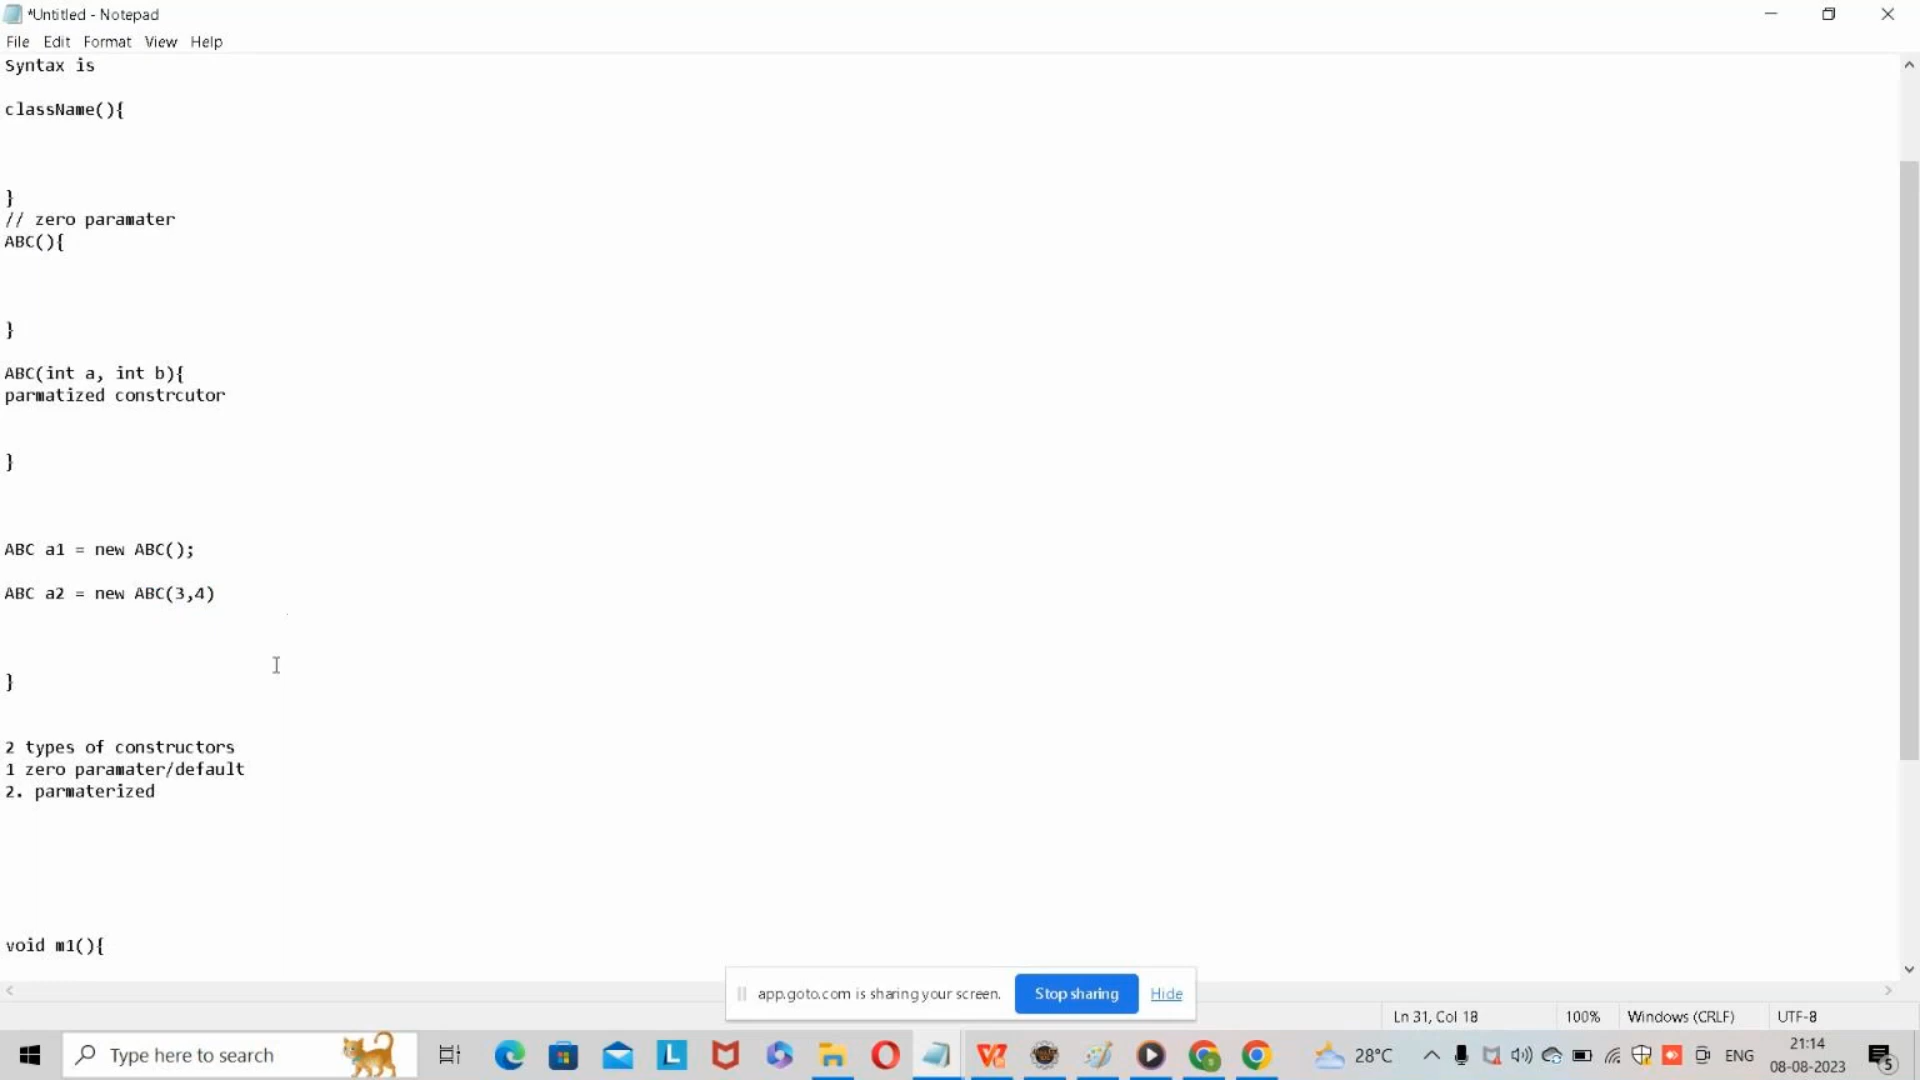 *Untitled - Notepad
File Edit Format View Help
Syntax is
className(){
}
// zero paramater
ABC(){
}
ABC(int a, int b){
parmatized constrcutor
}
ABC a1 = new ABC();
ABC a2 = new ABC(3,4)
}
2 types of constructors
1 zero paramater/default
2. parmaterized
void m1(){
app.goto.com is sharing your screen. Stop sharing Hide
Ln 31, Col 18 100% Windows (CRLF) UTF-8
Type here to search
28°C
ENG
21:14
08-08-2023
5